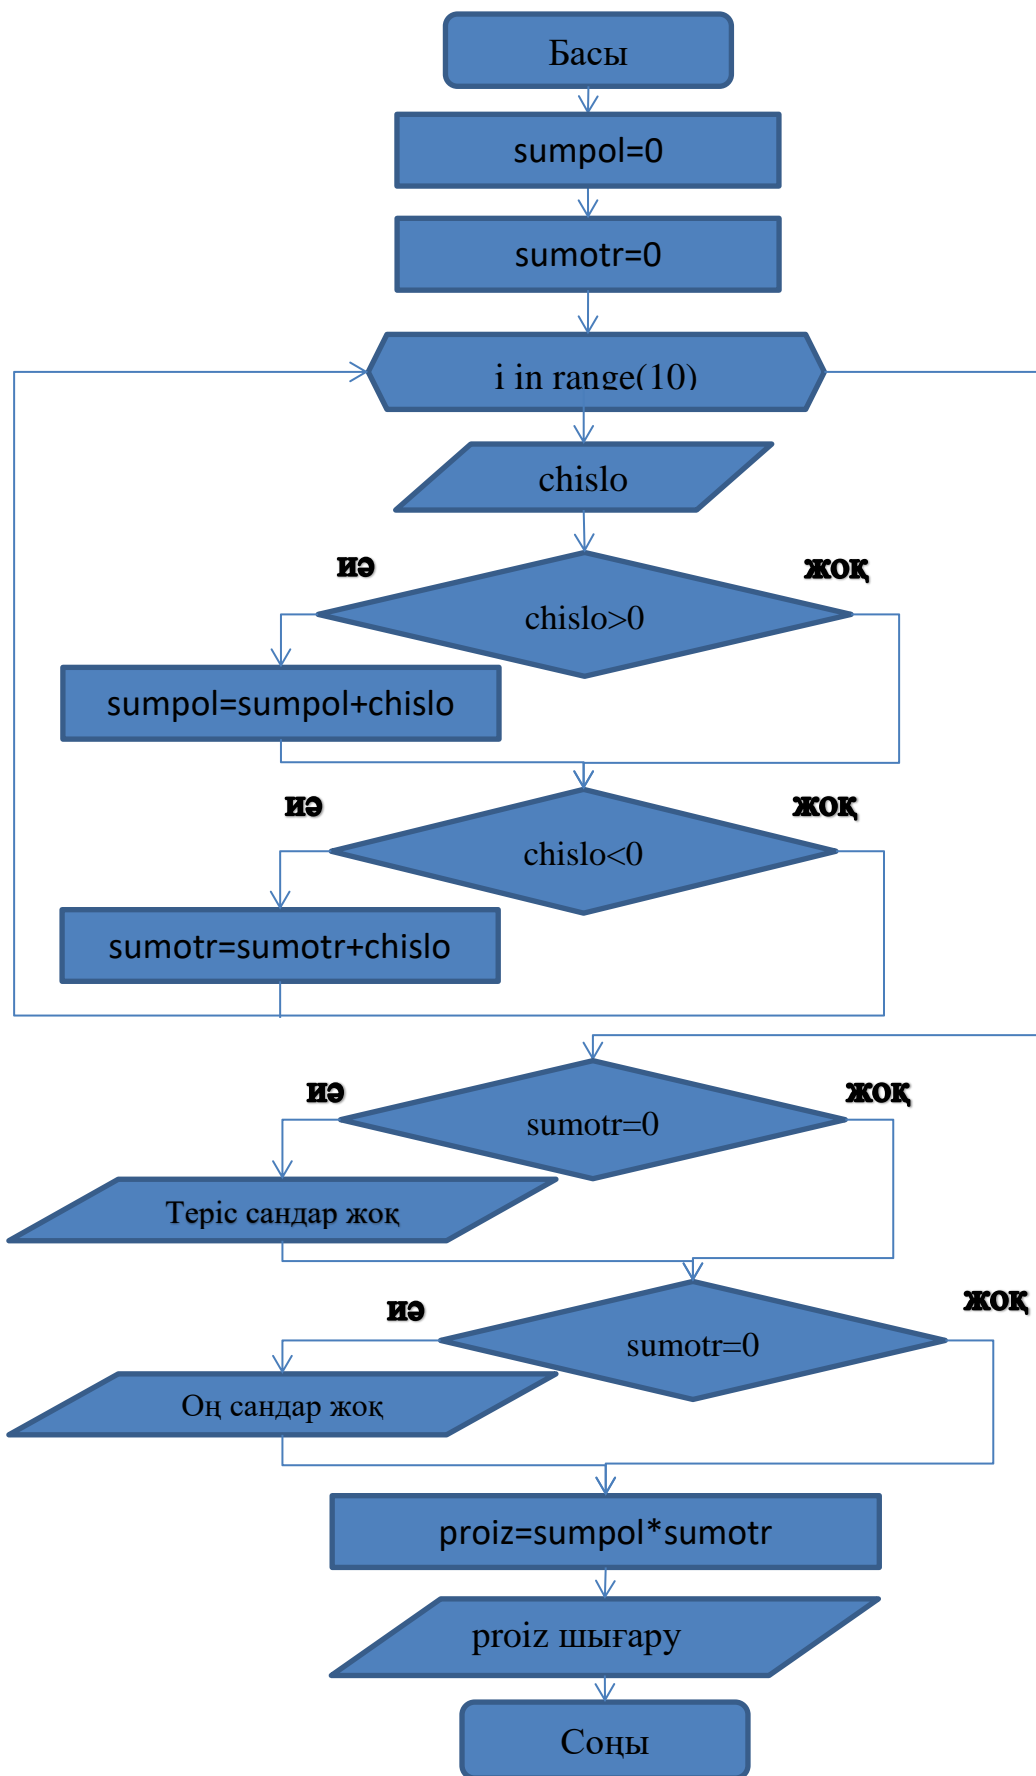 Басы
sumpol=0
sumotr=0
i in range(10)
chislo
иә
жоқ
chislo>0
sumpol=sumpol+chislo
иә
жоқ
chislo<0
sumotr=sumotr+chislo
иә
жоқ
sumotr=0
Теріс сандар жоқ
иә
жоқ
sumotr=0
Оң сандар жоқ
proiz=sumpol*sumotr
proiz шығару
Соңы